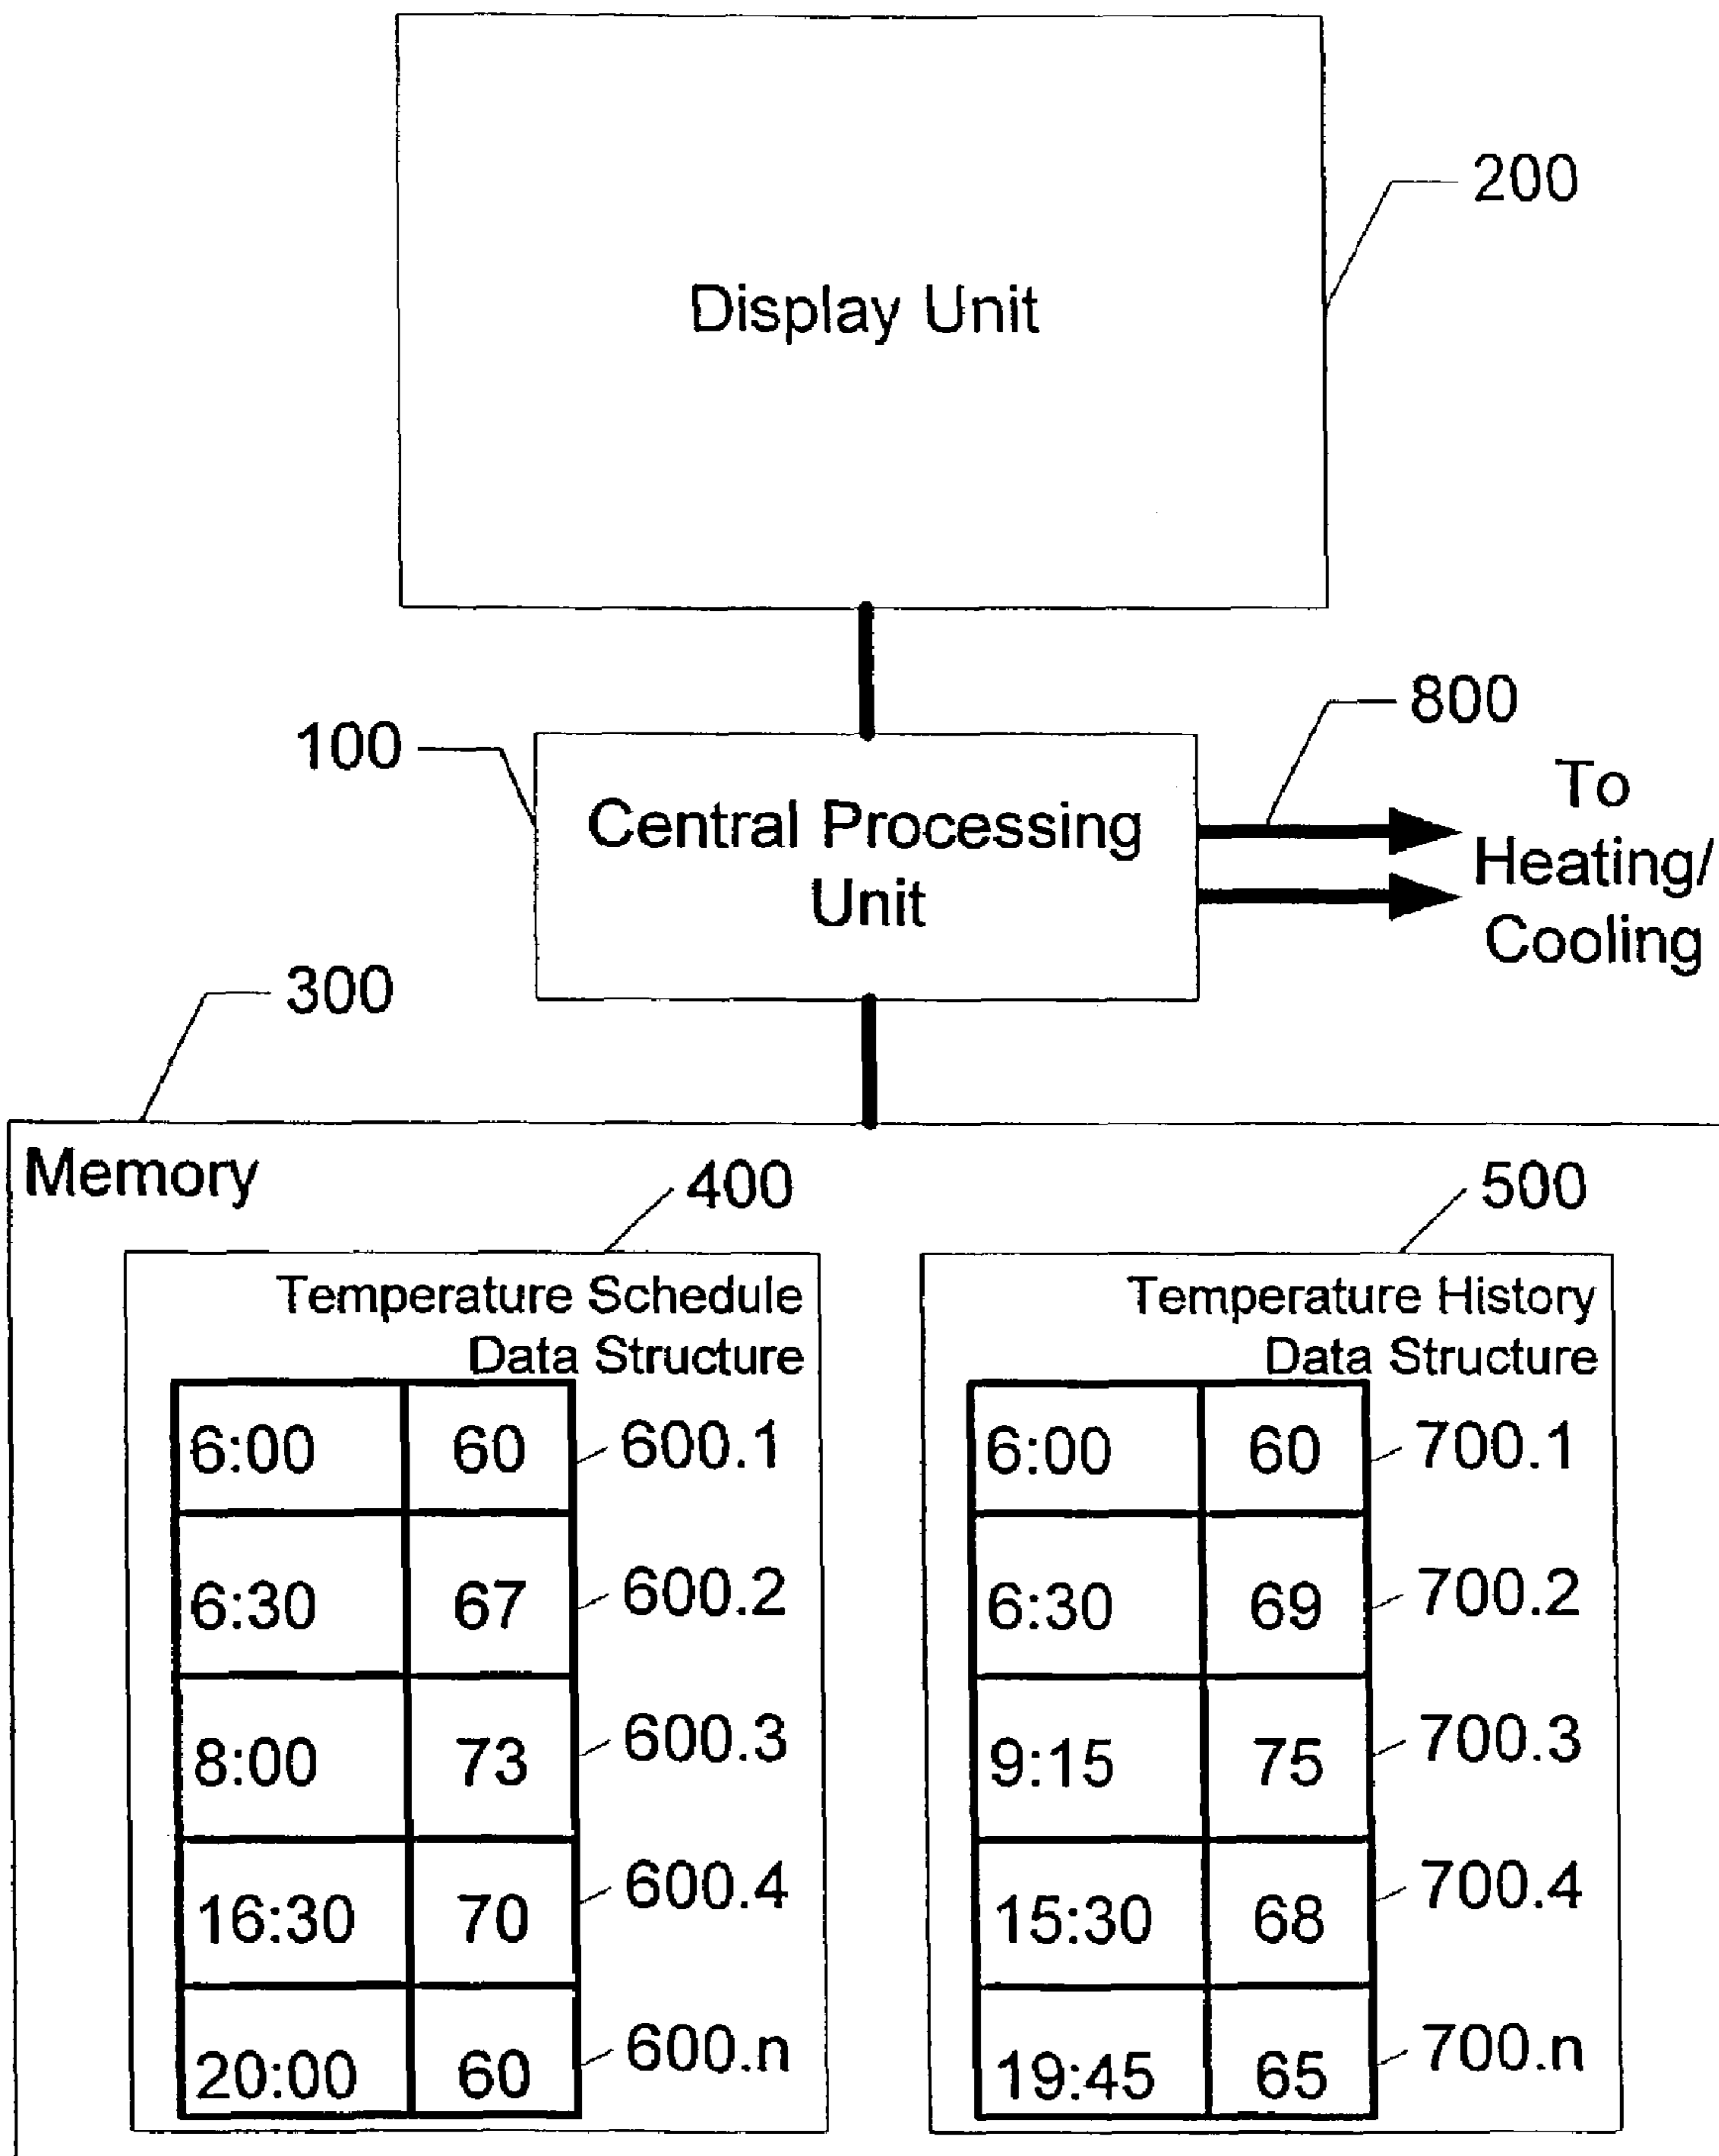 200
Display Unit
800
100
Central Processing
Unit
To
Heating/
Cooling
300
Memory
400
500
Temperature Schedule
Data Structure
6:00 60 600.1
6:30 67 600.2
8:00 73 600.3
16:30 70 600.4
20:00 60 600.n
Temperature History
Data Structure
6:00 60 700.1
6:30 69 700.2
9:15 75 700.3
15:30 68 700.4
19:45 65 700.n